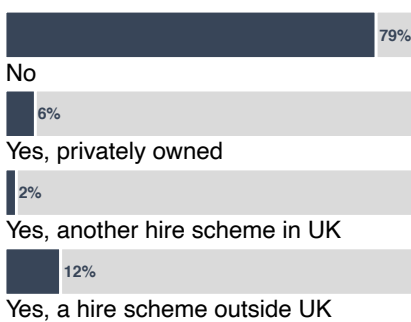 79%
No
6%
Yes, privately owned
2%
Yes, another hire scheme in UK
12%
Yes, a hire scheme outside UK